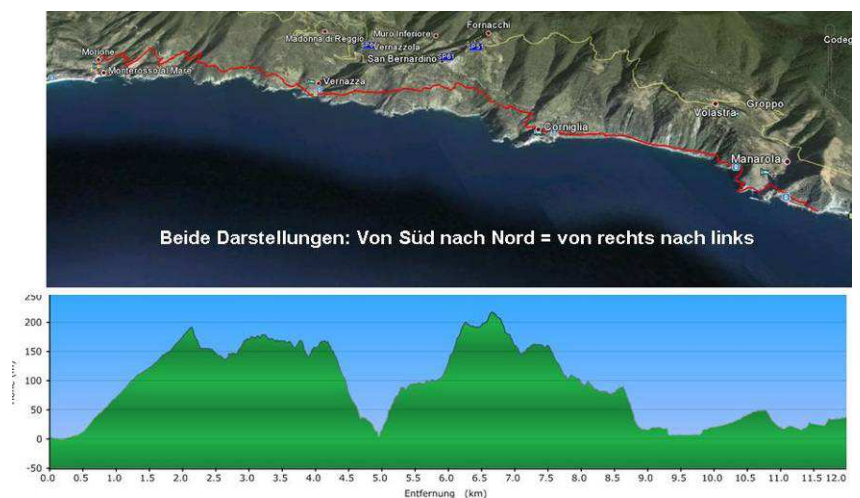 Madonna di Reggio
Muro Inferiore
Fornacchi
Codeg
Morione
Vernazzola
San Bernardino
SP61
SP51
Monterosso al Mare
Vernazza
Corniglia
Volastra
Groppo
Manarola
Beide Darstellungen: Von Süd nach Nord = von rechts nach links
250
200
150
100
50
0
-50
0.0 0.5 1.0 1.5 2.0 2.5 3.0 3.5 4.0 4.5 5.0 5.5 6.0 6.5 7.0 7.5 8.0 8.5 9.0 9.5 10.0 10.5 11.0 11.5 12.0
Entfernung (km)